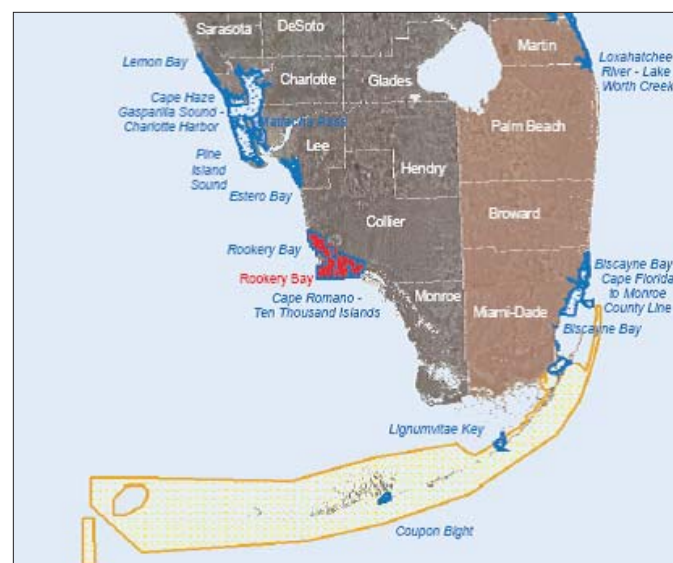 Sarasota
DeSoto
Martin
Lemon Bay
Charlotte
Glades
Loxahatchee
River - Lake
Worth Creek
Cape Haze
Gasparilla Sound -
Charlotte Harbor
Matlacha Pass
Palm Beach
Lee
Pine
Island
Sound
Hendry
Estero Bay
Collier
Broward
Rookery Bay
Rookery Bay
Biscayne Bay
Cape Florida
to Monroe
County Line
Cape Romano -
Ten Thousand Islands
Monroe
Miami-Dade
Biscayne Bay
Lignumvitae Key
Coupon Bight